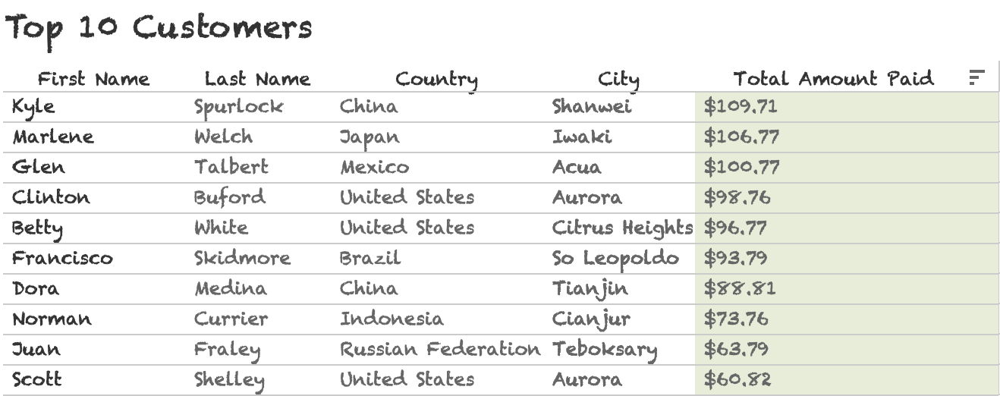 Top 10 Customers
First Name Last Name Country City Total Amount Paid
Kyle Spurlock China Shanwei $109.71
Marlene Welch Japan Iwaki $106.77
Glen Talbert Mexico Acua $100.77
Clinton Buford United States Aurora $98.76
Betty White United States Citrus Heights $96.77
Francisco Skidmore Brazil So Leopoldo $93.79
Dora Medina China Tianjin $88.81
Norman Currier Indonesia Cianjur $73.76
Juan Fraley Russian Federation Teboksary $63.79
Scott Shelley United States Aurora $60.82